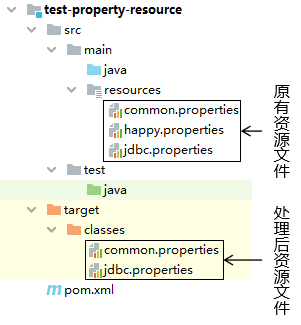 test-property-resource
src
main
java
resources
common.properties
happy.properties
jdbc.properties
原有资源文件
test
java
target
classes
common.properties
jdbc.properties
处理后资源文件
pom.xml